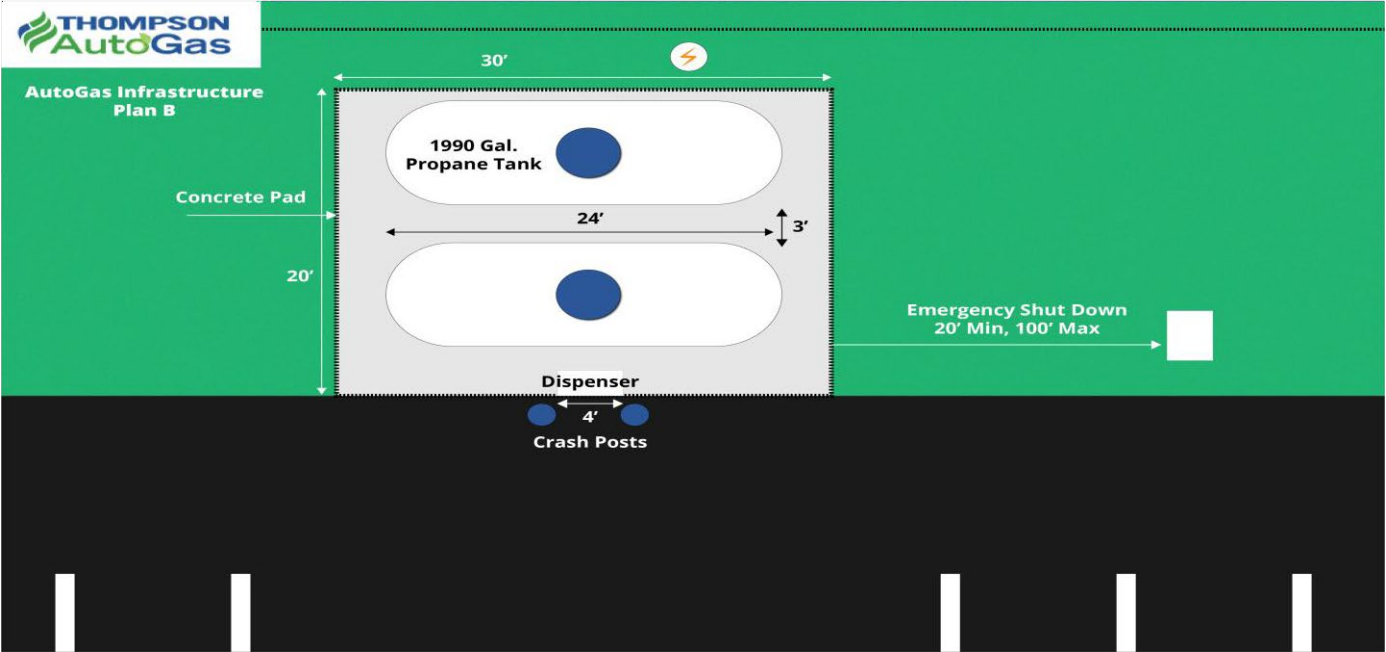 THOMPSON
AutoGas
AutoGas Infrastructure
Plan B
30’
1990 Gal.
Propane Tank
Concrete Pad
24’
3’
20’
Emergency Shut Down
20’ Min, 100’ Max
Dispenser
4’
Crash Posts